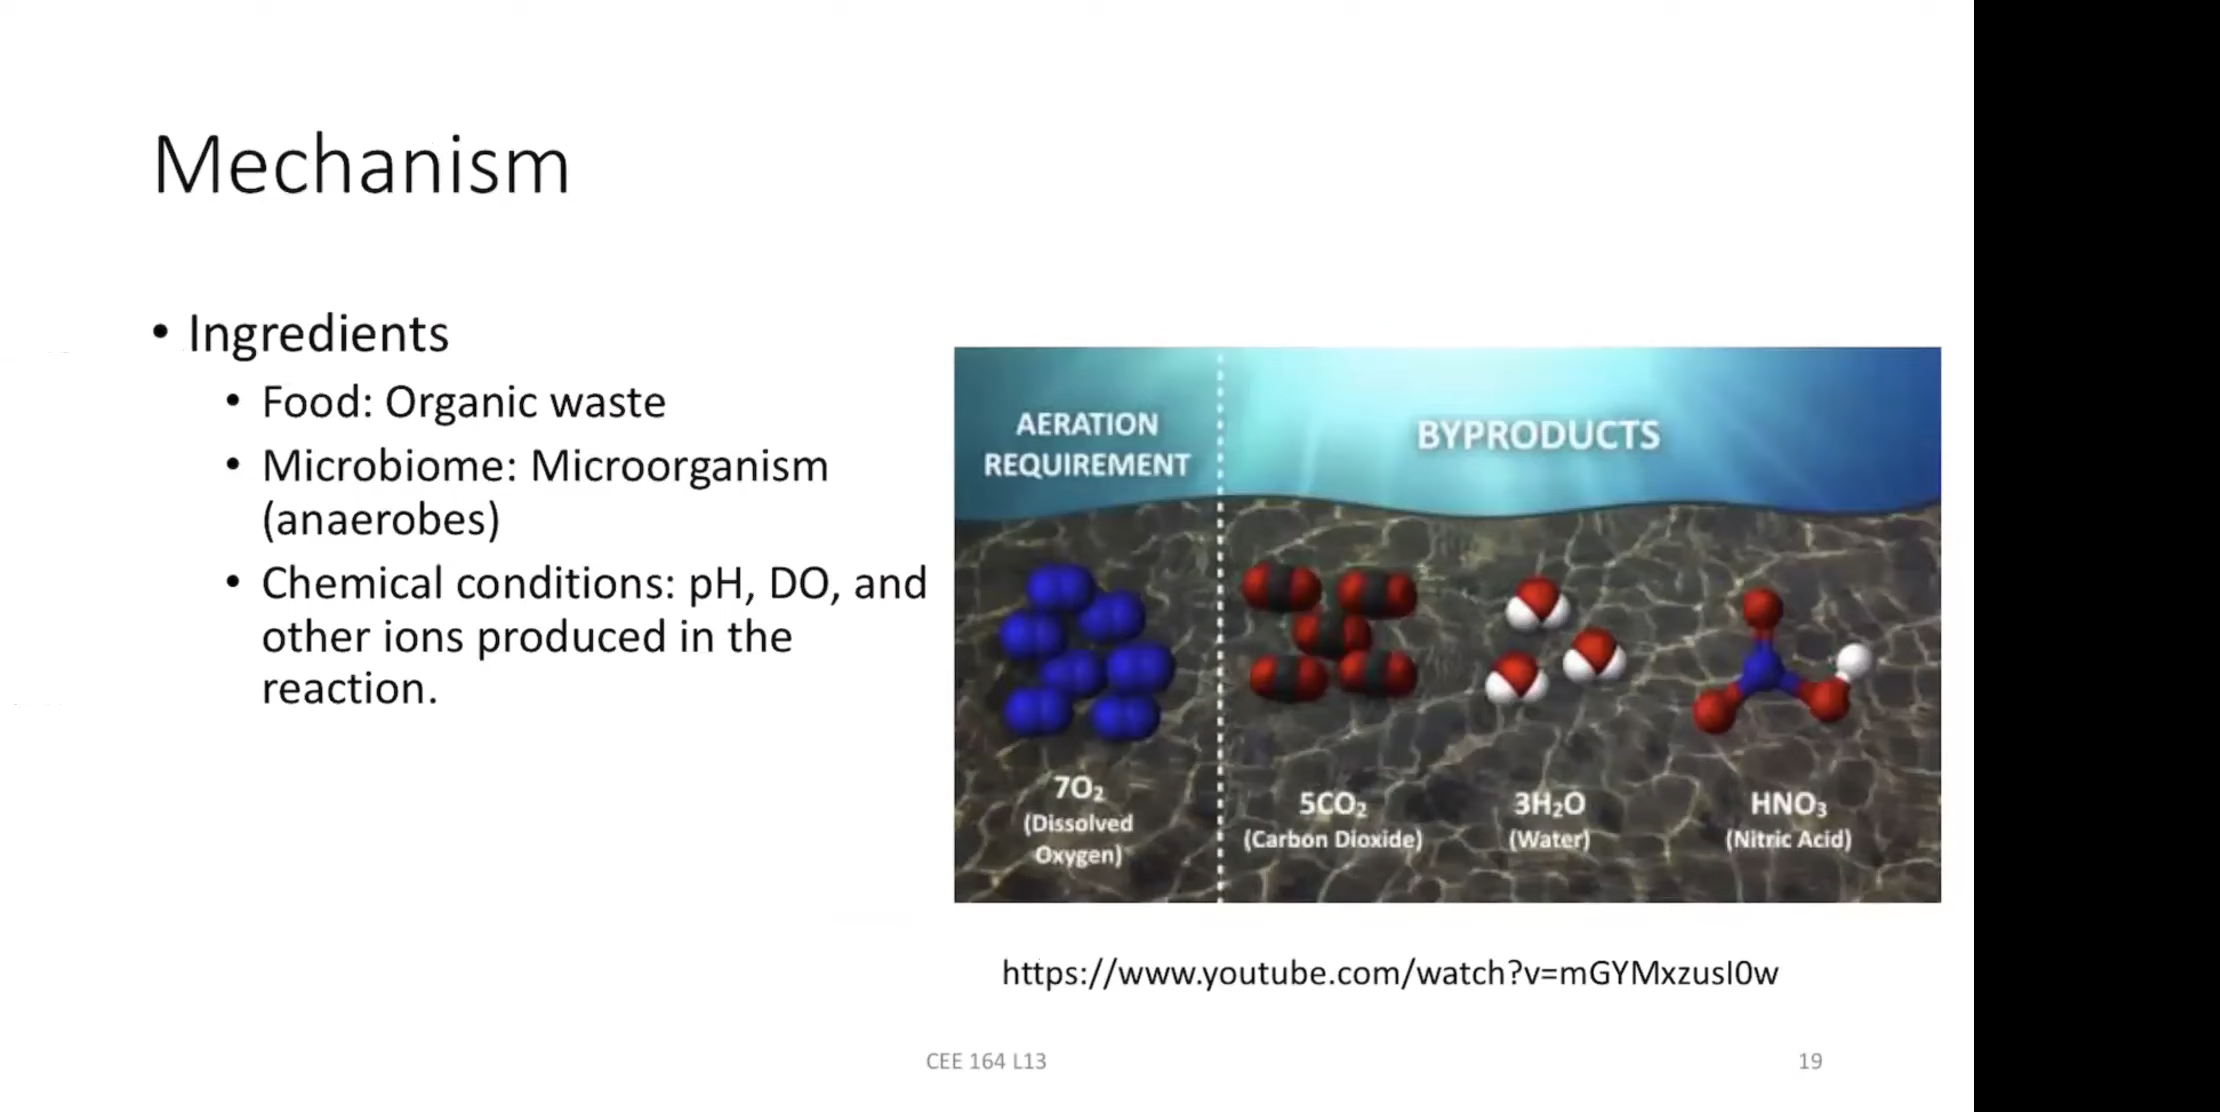 Mechanism
• Ingredients
• Food: Organic waste
• Microbiome: Microorganism
(anaerobes)
• Chemical conditions: pH, DO, and
other ions produced in the
reaction.
AERATION
REQUIREMENT
BYPRODUCTS
7O₂
(Dissolved
Oxygen)
5CO₂
(Carbon Dioxide)
3H₂O
(Water)
HNO₃
(Nitric Acid)
https://www.youtube.com/watch?v=mGYMxzusI0w
CEE 164 L13
19